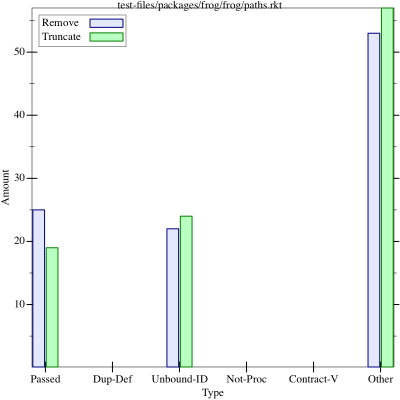 test-files/packages/frog/frog/paths.rkt
Remove
Truncate
50
40
30
20
10
Amount
Passed Dup-Def Unbound-ID Not-Proc Contract-V Other
Type